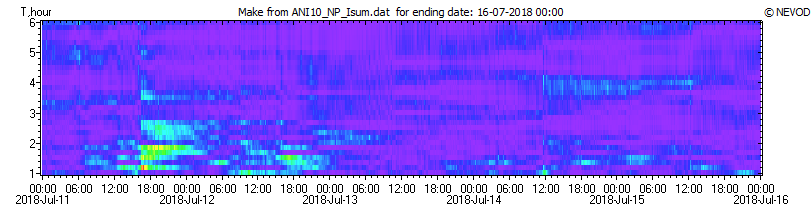 T,hour Make from ANI10_NP_Isum.dat for ending date: 16-07-2018 00:00 © NEVOD
6
5
4
3
2
1
00:00 06:00 12:00 18:00 00:00 06:00 12:00 18:00 00:00 06:00 12:00 18:00 00:00 06:00 12:00 18:00 00:00 06:00 12:00 18:00 00:00
2018-Jul-11 2018-Jul-12 2018-Jul-13 2018-Jul-14 2018-Jul-15 2018-Jul-16